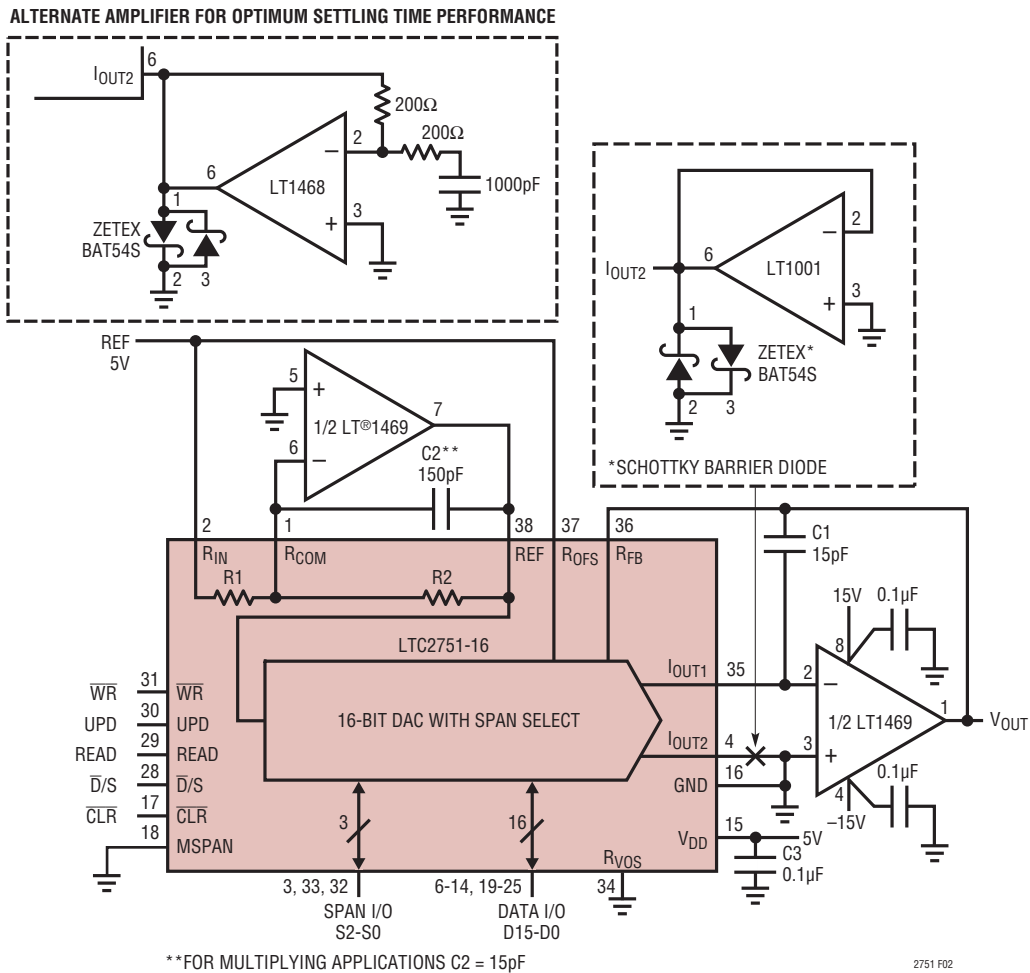 ALTERNATE AMPLIFIER FOR OPTIMUM SETTLING TIME PERFORMANCE
IOUT2
6
200Ω
200Ω
2
–
6
LT1468
1000pF
3
+
1
ZETEX
BAT54S
2 3
2
–
IOUT2
6
LT1001
3
+
1
ZETEX*
BAT54S
2 3
*SCHOTTKY BARRIER DIODE
REF
5V
5
+
7
1/2 LT®1469
6
–
C2**
150pF
2 1 38 37 36
RIN RCOM REF ROFS RFB
C1
15pF
R1 R2
15V
0.1µF
8
LTC2751-16
IOUT1
35
2
–
1/2 LT1469
1
VOUT
16-BIT DAC WITH SPAN SELECT
IOUT2
4
3
+
0.1µF
4
–15V
GND
16
WR 31 WR
UPD 30 UPD
READ 29 READ
D/S 28 D/S
CLR 17 CLR
18 MSPAN
3 16
VDD
15
5V
C3
0.1µF
RVOS
34
3, 33, 32
6-14, 19-25
SPAN I/O
S2-S0
DATA I/O
D15-D0
**FOR MULTIPLYING APPLICATIONS C2 = 15pF
2751 F02